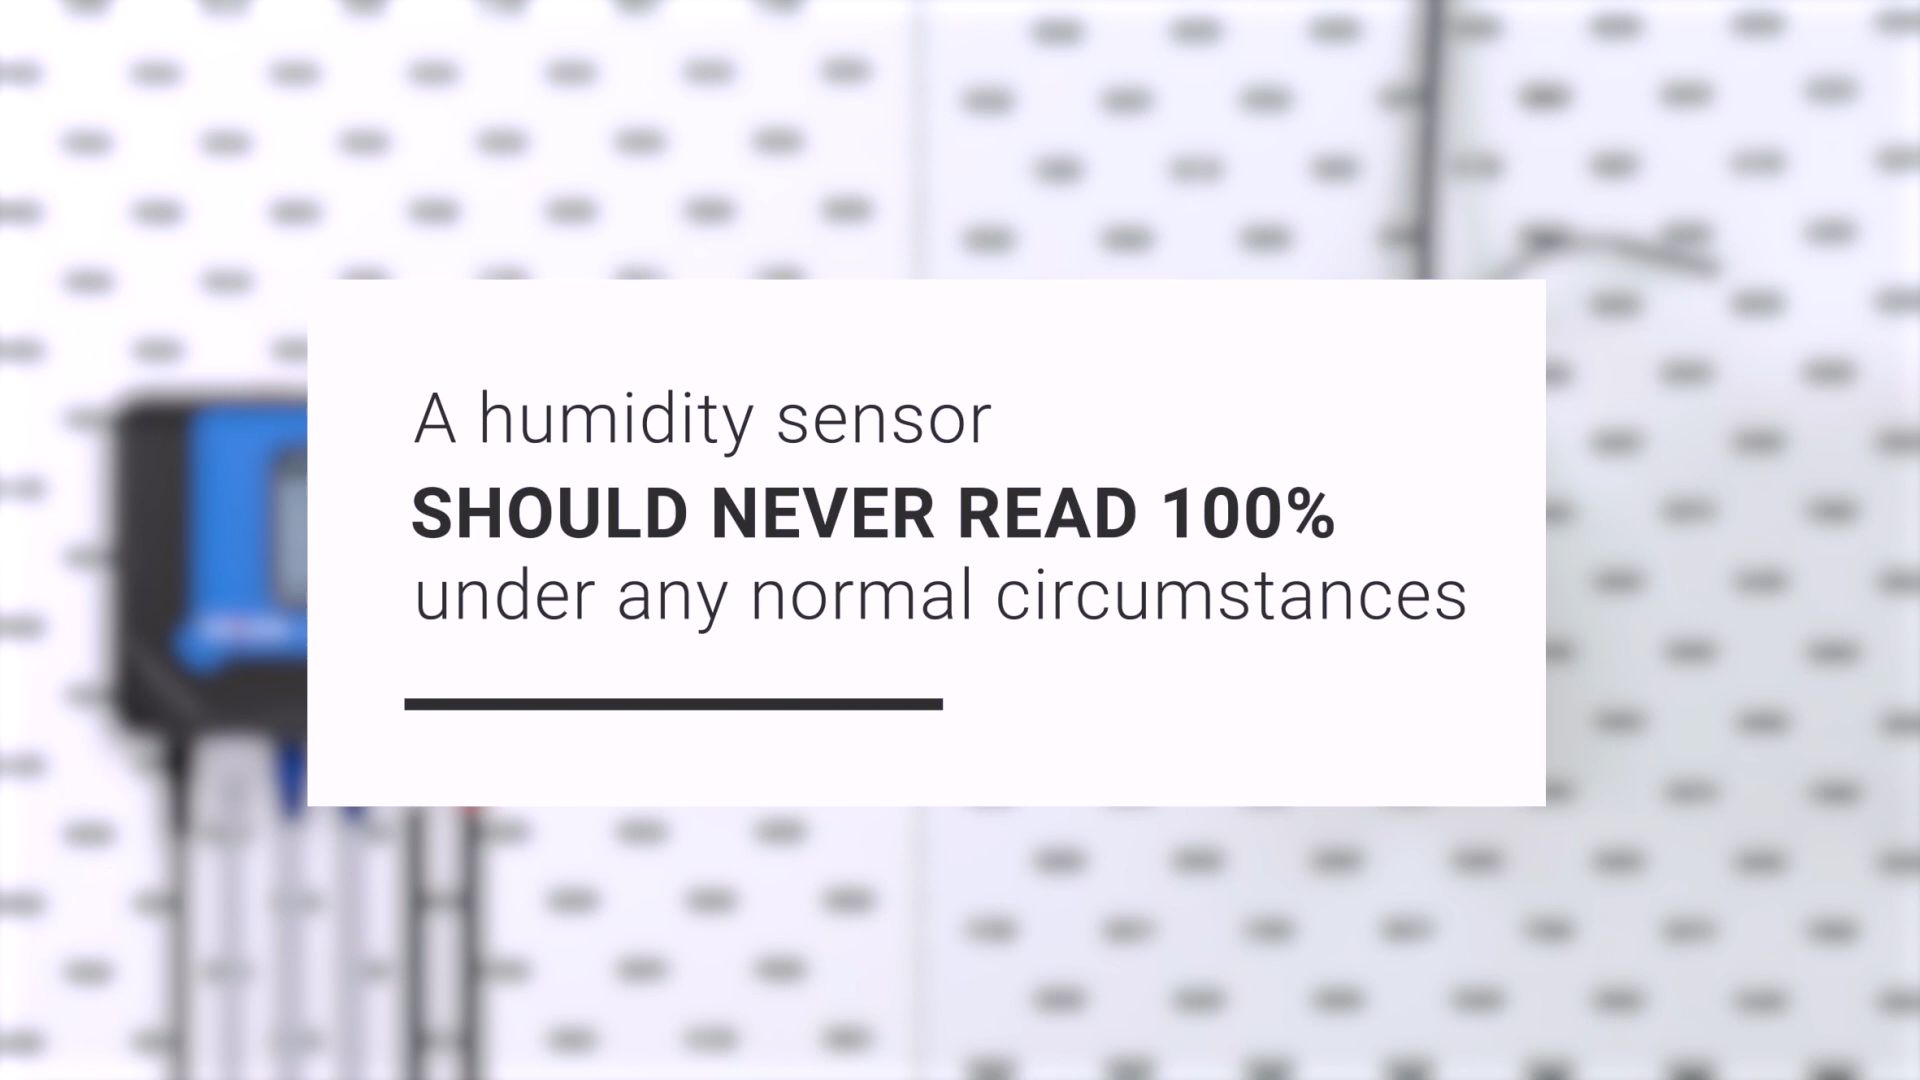 A humidity sensor
SHOULD NEVER READ 100%
under any normal circumstances